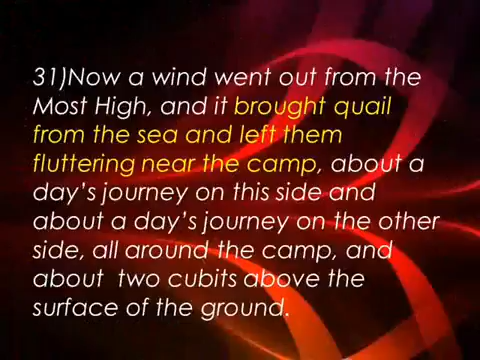 31)Now a wind went out from the
Most High, and it brought quail
from the sea and left them
fluttering near the camp, about a
day's journey on this side and
about a day's journey on the other
side, all around the camp, and
about  two cubits above the
surface of the ground.